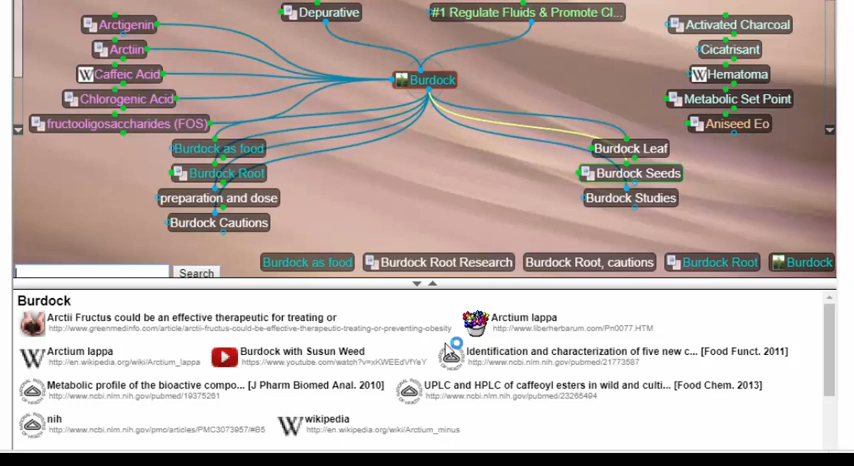 Depurative
#1 Regulate Fluids & Promote Cl...
Arctigenin
Activated Charcoal
Arctiin
Cicatrisant
Caffeic Acid
Burdock
Hematoma
Chlorogenic Acid
Metabolic Set Point
fructooligosaccharides (FOS)
Aniseed Eo
Burdock as food
Burdock Leaf
Burdock Root
Burdock Seeds
preparation and dose
Burdock Studies
Burdock Cautions
Burdock as food
Burdock Root Research
Burdock Root, cautions
Burdock Root
Burdock
Search
Burdock
Arctii Fructus could be an effective therapeutic for treating or
http://www.greenmedinfo.com/article/arctii-fructus-could-be-effective-therapeutic-treating-or-preventing-obesity
Arctium lappa
http://www.liberherbarum.com/Pn0077.HTM
Arctium lappa
http://en.wikipedia.org/wiki/Arctium_lappa
Burdock with Susun Weed
https://www.youtube.com/watch?v=xKWEEdVfYeY
Identification and characterization of five new c... [Food Funct. 2011]
http://www.ncbi.nlm.nih.gov/pubmed/21773587
Metabolic profile of the bioactive compo... [J Pharm Biomed Anal. 2010]
http://www.ncbi.nlm.nih.gov/pubmed/19375261
UPLC and HPLC of caffeoyl esters in wild and culti... [Food Chem. 2013]
http://www.ncbi.nlm.nih.gov/pubmed/23265494
nih
http://www.ncbi.nlm.nih.gov/pmc/articles/PMC3073957/#B5
wikipedia
http://en.wikipedia.org/wiki/Arctium_minus